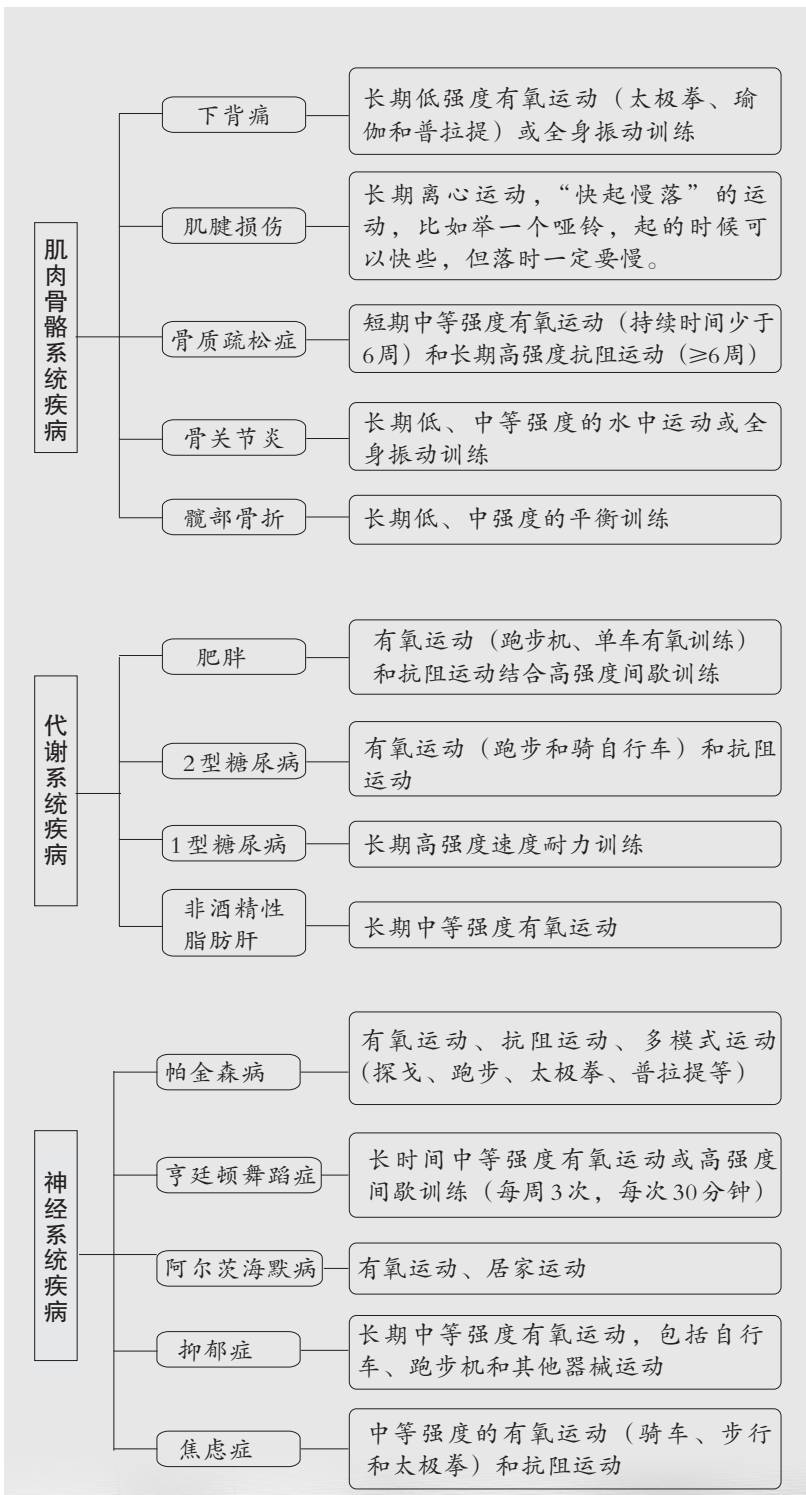 肌肉骨骼系统疾病
下背痛
长期低强度有氧运动（太极拳、瑜
伽和普拉提）或全身振动训练
肌腱损伤
长期离心运动，“快起慢落”的运
动，比如举一个哑铃，起的时候可
以快些，但落时一定要慢。
骨质疏松症
短期中等强度有氧运动（持续时间少于
6周）和长期高强度抗阻运动（≥6周）
骨关节炎
长期低、中等强度的水中运动或全
身振动训练
髋部骨折
长期低、中强度的平衡训练
代谢系统疾病
肥胖
有氧运动（跑步机、单车有氧训练）
和抗阻运动结合高强度间歇训练
2型糖尿病
有氧运动（跑步和骑自行车）和抗阻
运动
1型糖尿病
长期高强度速度耐力训练
非酒精性
脂肪肝
长期中等强度有氧运动
神经系统疾病
帕金森病
有氧运动、抗阻运动、多模式运动
(探戈、跑步、太极拳、普拉提等）
亨廷顿舞蹈症
长时间中等强度有氧运动或高强度
间歇训练（每周3次，每次30分钟）
阿尔茨海默病
有氧运动、居家运动
抑郁症
长期中等强度有氧运动，包括自行
车、跑步机和其他器械运动
焦虑症
中等强度的有氧运动（骑车、步行
和太极拳）和抗阻运动